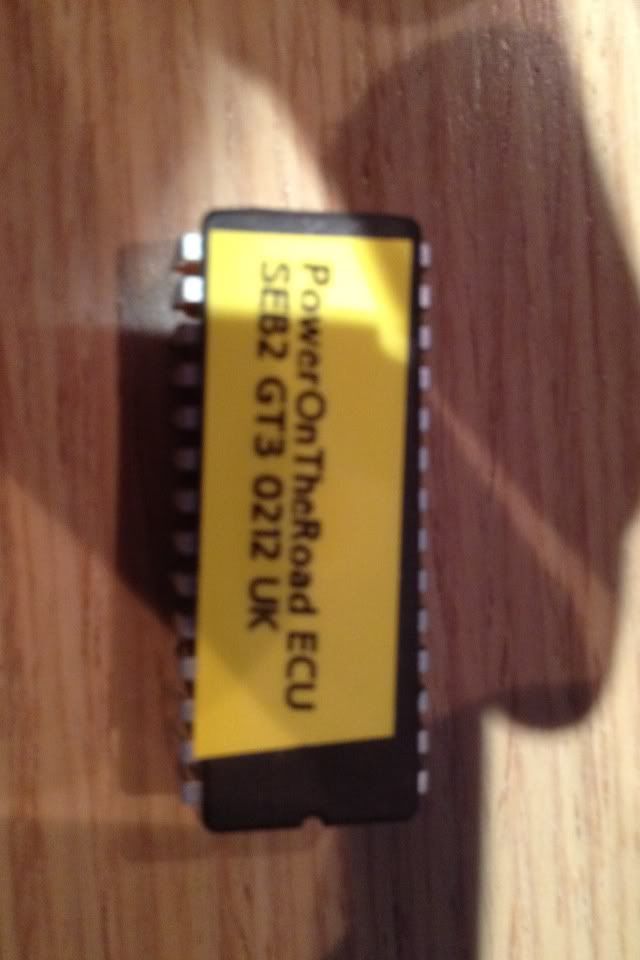 PowerOnTheRoad ECU
SEB2 GT3 0212 UK